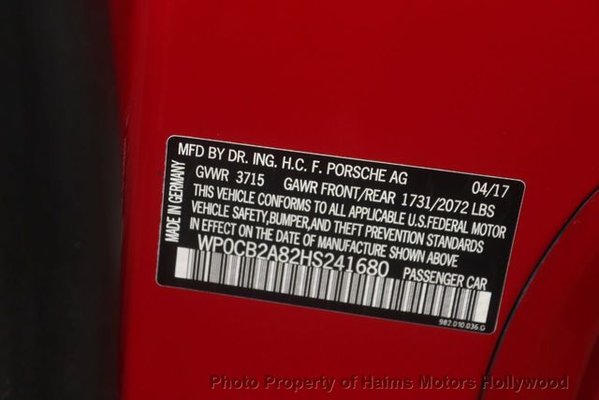 MFD BY DR. ING. H.C. F. PORSCHE AG 04/17
GVWR 3715 GAWR FRONT/REAR 1731/2072 LBS
THIS VEHICLE CONFORMS TO ALL APPLICABLE U.S.FEDERAL MOTOR
VEHICLE SAFETY,BUMPER,AND THEFT PREVENTION STANDARDS
IN EFFECT ON THE DATE OF MANUFACTURE SHOWN ABOVE
WP0CB2A82HS241680 PASSENGER CAR
MADE IN GERMANY
982.010.036.G
Photo Property of Haims Motors Hollywood